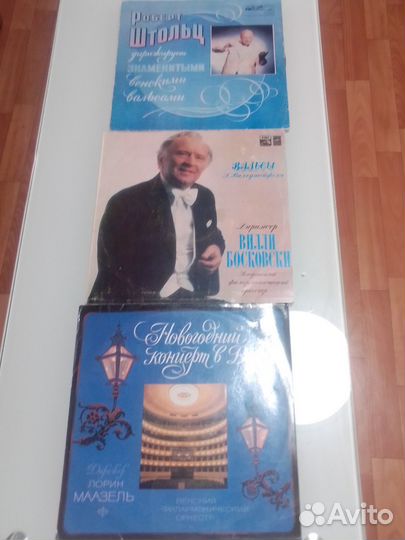 Роберт
Штольц
дирижирует
знаменитыми
венскими
вальсами
Вальсы
Дирижер
ВИЛЛИ
БОСКОВСКИ
Новогодний
концерт в В
Дирижер
ЛОРИН
МААЗЕЛЬ
ВЕНСКИЙ
ФИЛАРМОНИЧЕСКИЙ
ОРКЕСТР
Avito